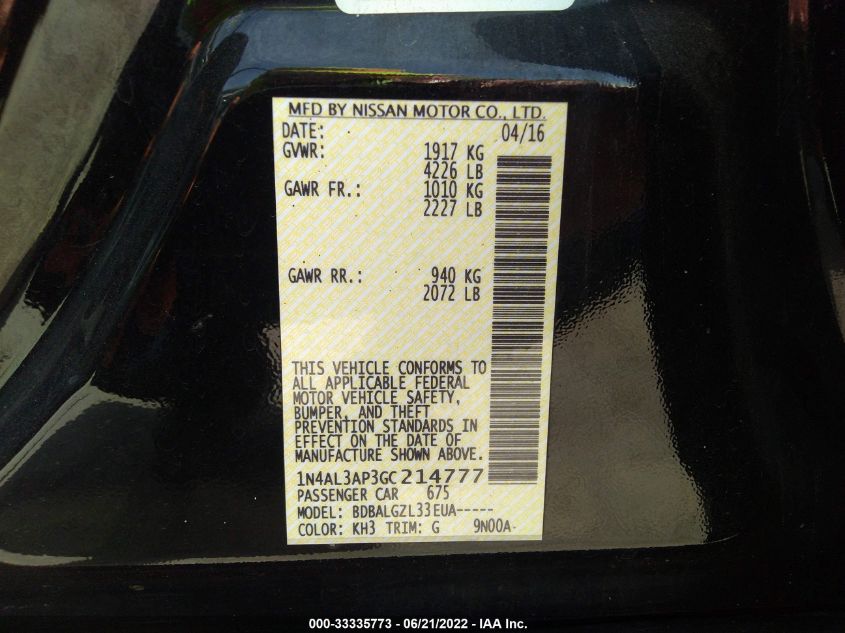 MFD BY NISSAN MOTOR CO., LTD.
DATE: 04/16
GVWR: 1917 KG
4226 LB
GAWR FR.: 1010 KG
2227 LB
GAWR RR.: 940 KG
2072 LB
THIS VEHICLE CONFORMS TO
ALL APPLICABLE FEDERAL
MOTOR VEHICLE SAFETY,
BUMPER, AND THEFT
PREVENTION STANDARDS IN
EFFECT ON THE DATE OF
MANUFACTURE SHOWN ABOVE.
1N4AL3AP3GC214777
PASSENGER CAR 675
MODEL: BDBALGZL33EUA-----
COLOR: KH3 TRIM: G 9N00A-
000-33335773 - 06/21/2022 - IAA Inc.